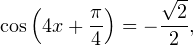 cos(4x + π/4) = −√2/2,